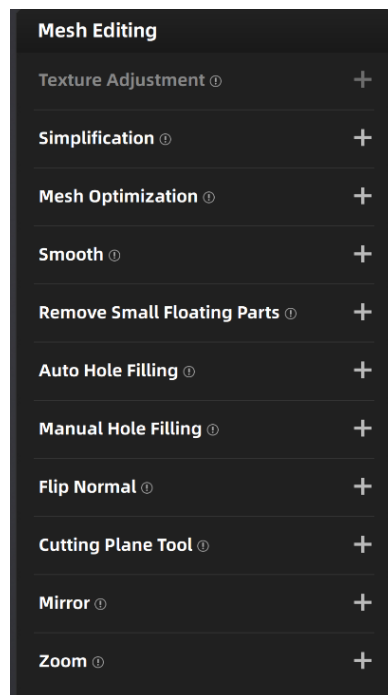 Mesh Editing
Texture Adjustment
Simplification
Mesh Optimization
Smooth
Remove Small Floating Parts
Auto Hole Filling
Manual Hole Filling
Flip Normal
Cutting Plane Tool
Mirror
Zoom